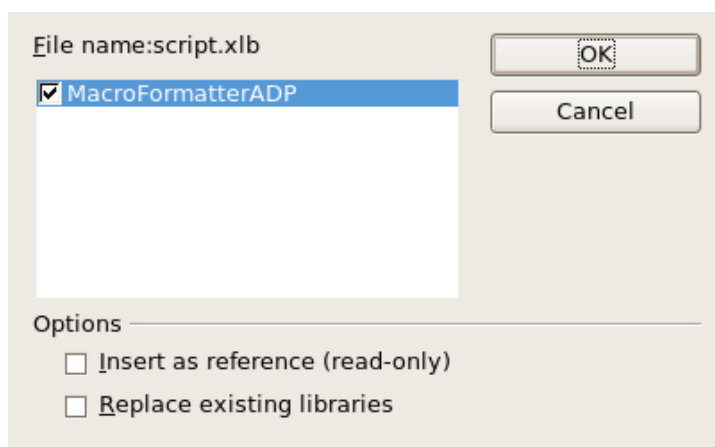 File name:script.xlb
OK
MacroFormatterADP
Cancel
Options
Insert as reference (read-only)
Replace existing libraries